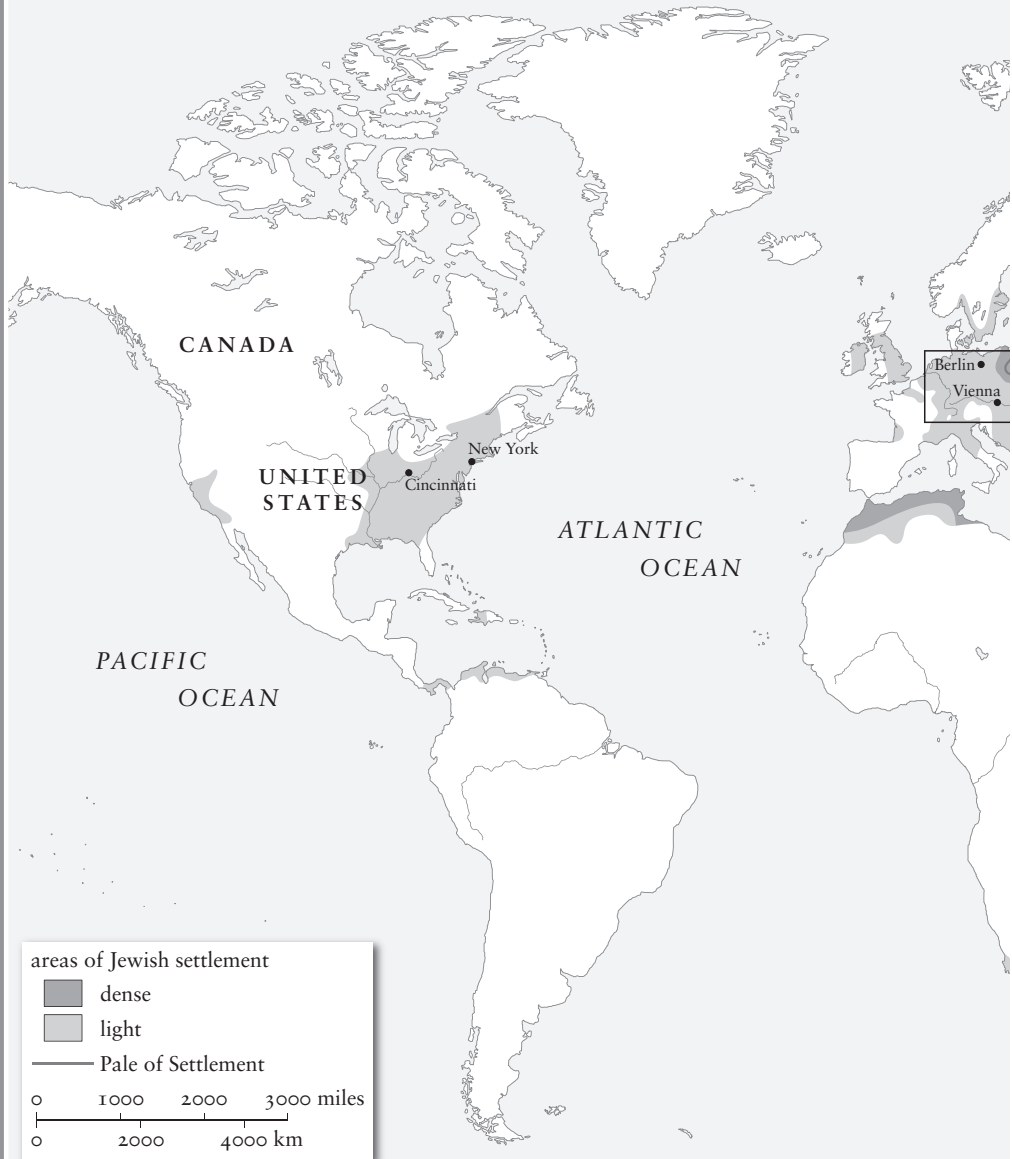 CANADA
Berlin
Vienna
New York
UNITED
STATES
Cincinnati
ATLANTIC
OCEAN
PACIFIC
OCEAN
areas of Jewish settlement
dense
light
Pale of Settlement
0 1000 2000 3000 miles
0 2000 4000 km